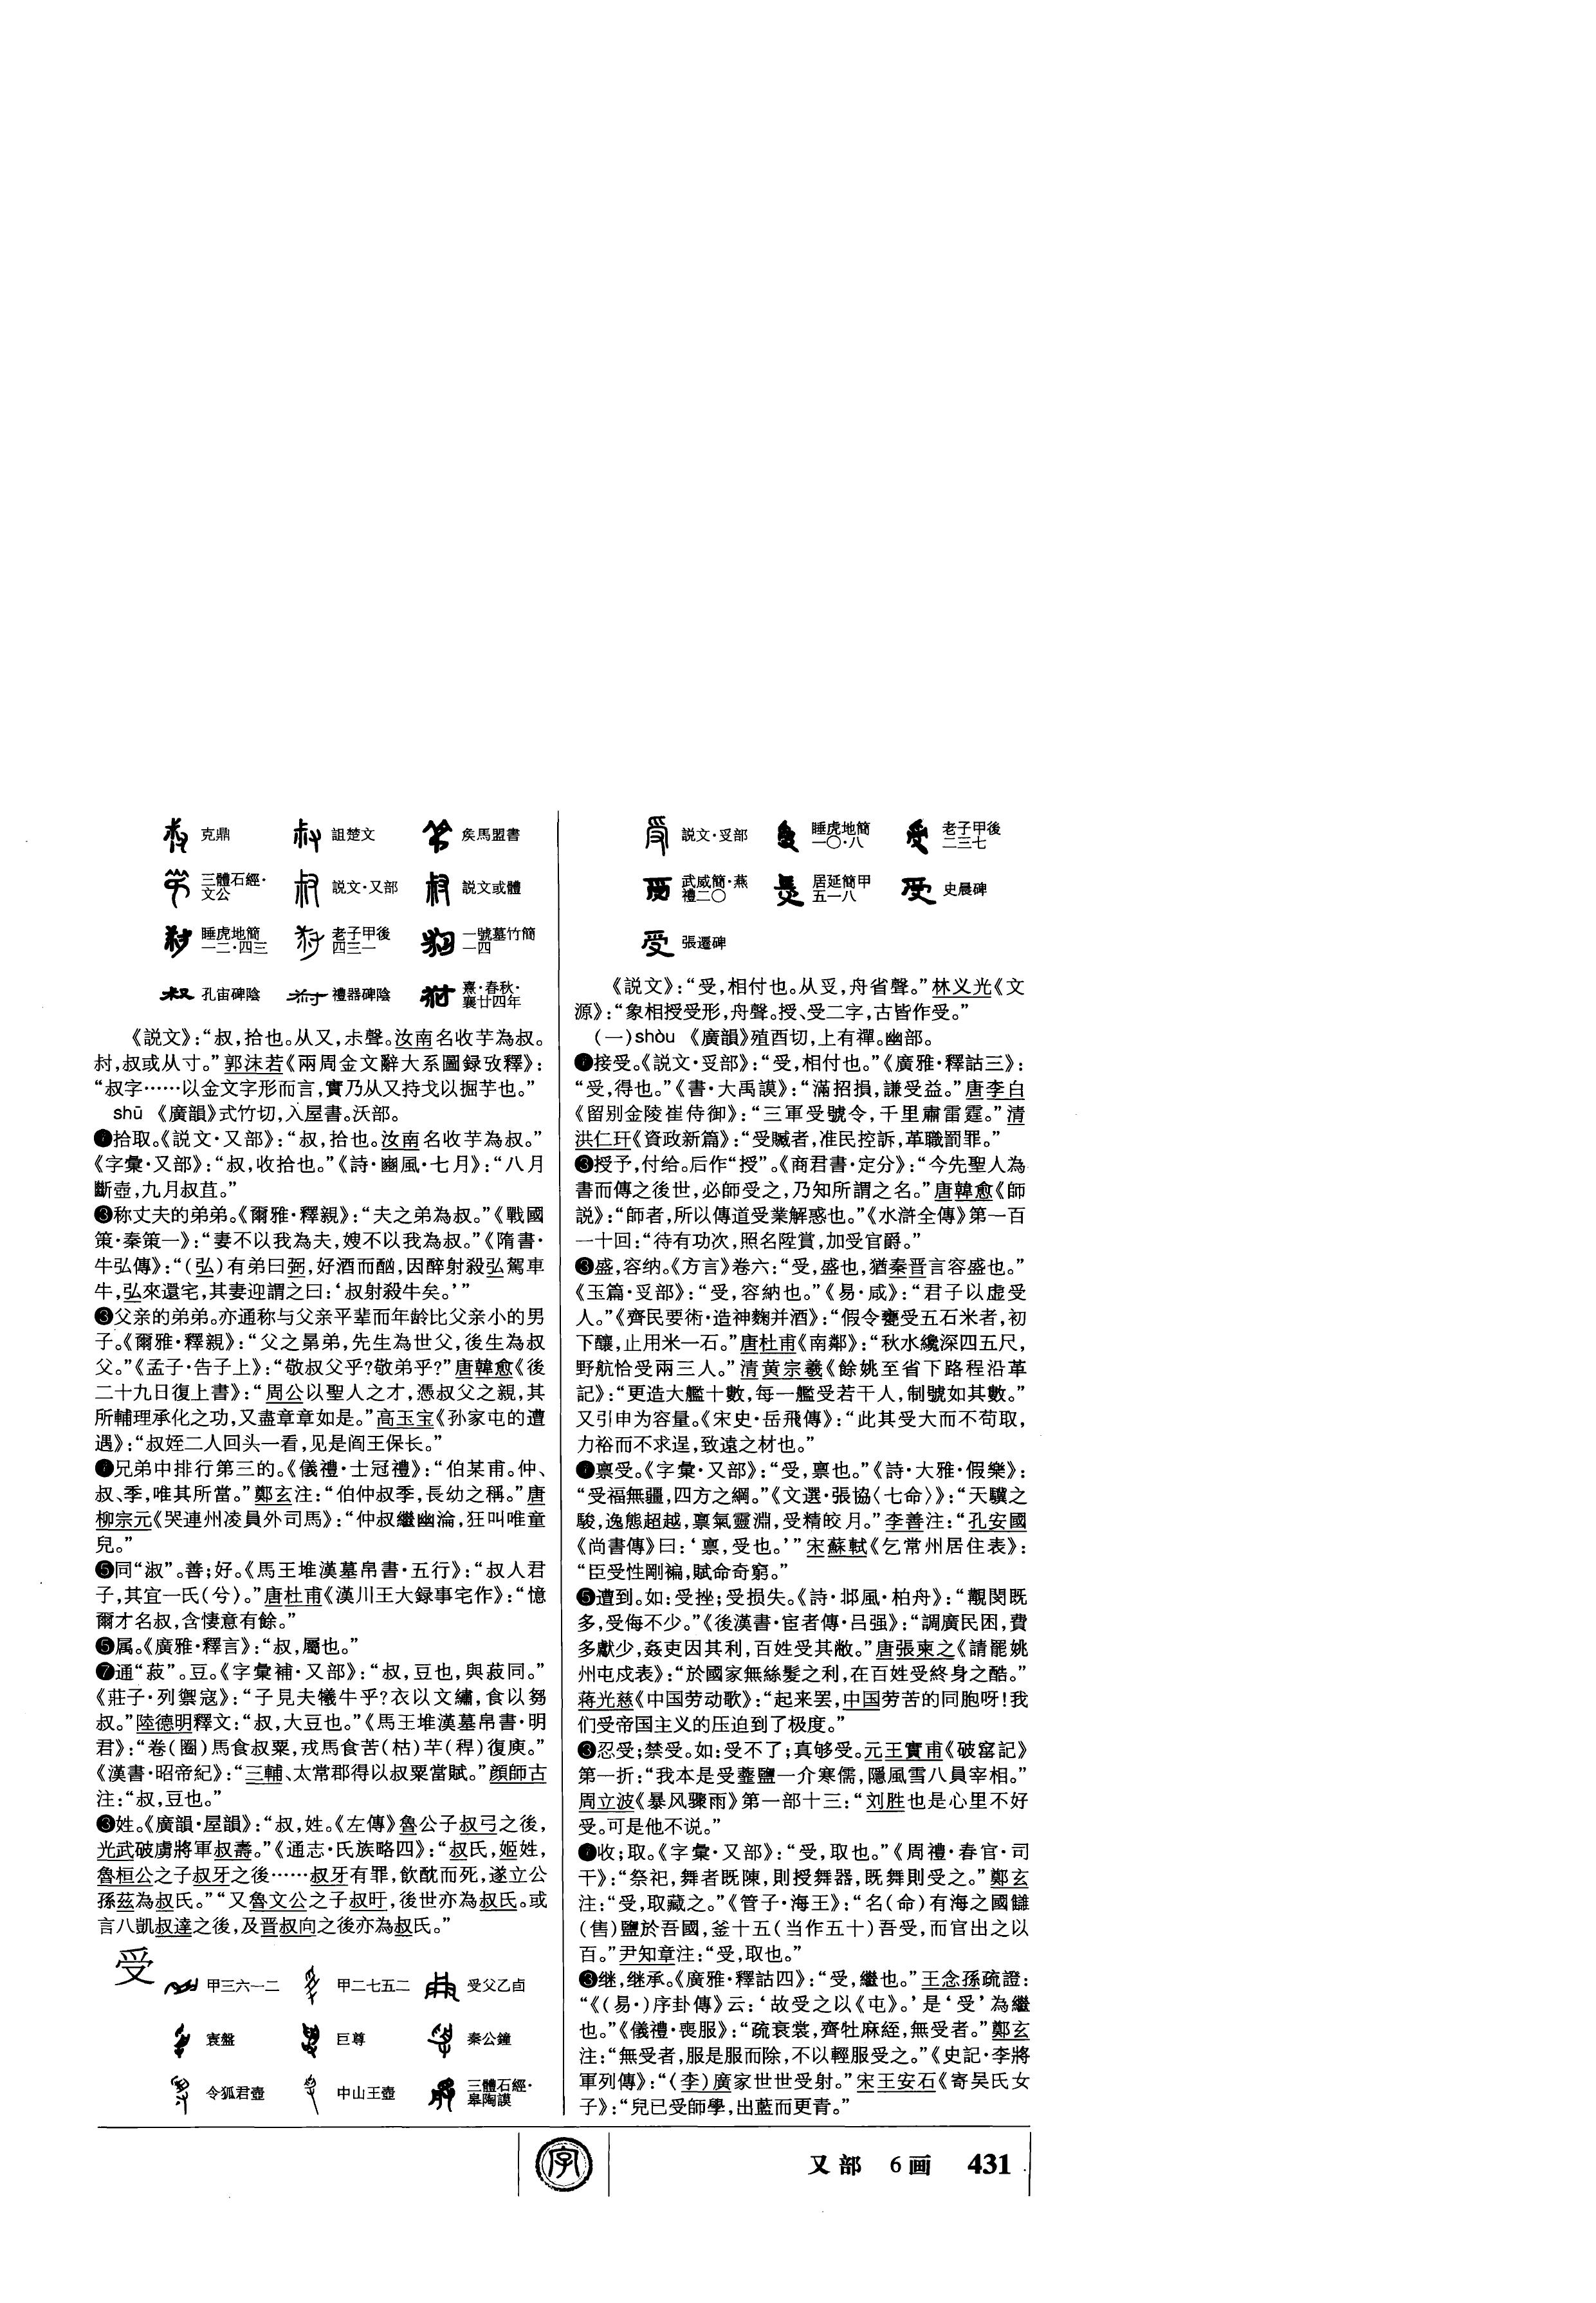 克鼎 詛楚文 矦馬盟書
三體石經·
文公 説文·又部 説文或體
睡虎地簡
一二·四三 老子甲後
四三一 一號墓竹簡
一四
孔宙碑陰 禮器碑陰 熹·春秋·
襄廿四年
《説文》：“叔，拾也。从又，尗聲。汝南名收芋為叔。
村，叔或从寸。”郭沫若《兩周金文辭大系圖録攷釋》：
“叔字……以金文字形而言，實乃从又持戈以掘芋也。”
shū 《廣韻》式竹切，入屋書。沃部。
❶拾取。《説文·又部》：“叔，拾也。汝南名收芋為叔。”
《字彙·又部》：“叔，收拾也。”《詩·豳風·七月》：“八月
斷壺，九月叔苴。”
❸称丈夫的弟弟。《爾雅·釋親》：“夫之弟為叔。”《戰國
策·秦策一》：“妻不以我為夫，嫂不以我為叔。”《隋書·
牛弘傳》：“（弘）有弟曰弼，好酒而酗，因醉射殺弘駕車
牛，弘來還宅，其妻迎謂之曰：‘叔射殺牛矣。’”
❸父亲的弟弟。亦通称与父亲平辈而年龄比父亲小的男
子。《爾雅·釋親》：“父之晜弟，先生為世父，後生為叔
父。”《孟子·告子上》：“敬叔父乎？敬弟乎？”唐韓愈《後
二十九日復上書》：“周公以聖人之才，憑叔父之親，其
所輔理承化之功，又盡章章如是。”高玉宝《孙家屯的遭
遇》：“叔姪二人回头一看，见是阎王保长。”
❼兄弟中排行第三的。《儀禮·士冠禮》：“伯某甫。仲、
叔、季，唯其所當。”鄭玄注：“伯仲叔季，長幼之稱。”唐
柳宗元《哭連州凌員外司馬》：“仲叔繼幽淪，狂叫唯童
兒。”
❺同“淑”。善；好。《馬王堆漢墓帛書·五行》：“叔人君
子，其宜一氏（兮）。”唐杜甫《漢川王大録事宅作》：“憶
爾才名叔，含悽意有餘。”
❺属。《廣雅·釋言》：“叔，屬也。”
❼通“菽”。豆。《字彙補·又部》：“叔，豆也，與菽同。”
《莊子·列禦寇》：“子見夫犧牛乎？衣以文繡，食以芻
叔。”陸德明釋文：“叔，大豆也。”《馬王堆漢墓帛書·明
君》：“卷（圈）馬食叔粟，戎馬食苦（枯）芉（稈）復庾。”
《漢書·昭帝紀》：“三輔、太常郡得以叔粟當賦。”顔師古
注：“叔，豆也。”
❸姓。《廣韻·屋韻》：“叔，姓。《左傳》魯公子叔弓之後，
光武破虜將軍叔壽。”《通志·氏族略四》：“叔氏，姬姓，
魯桓公之子叔牙之後……叔牙有罪，飲酖而死，遂立公
孫茲為叔氏。”“又魯文公之子叔盱，後世亦為叔氏。或
言八凱叔達之後，及晋叔向之後亦為叔氏。”
受 甲三六一二 甲二七五二 受父乙卣
㝨盤 巨尊 秦公鐘
令狐君壺 中山王壺 三體石經·
皋陶謨
説文·𠬪部 睡虎地簡
一〇·八 老子甲後
二三七
武威簡·燕
禮二〇 居延簡甲
五一八 史晨碑
張遷碑
《説文》：“受，相付也。从𠬪，舟省聲。”林义光《文
源》：“象相授受形，舟聲。授、受二字，古皆作受。”
（一）shòu 《廣韻》殖酉切，上有禪。幽部。
❶接受。《説文·𠬪部》：“受，相付也。”《廣雅·釋詁三》：
“受，得也。”《書·大禹謨》：“滿招損，謙受益。”唐李白
《留别金陵崔侍御》：“三軍受號令，千里肅雷霆。”清
洪仁玕《資政新篇》：“受贓者，准民控訴，革職罰罪。”
❸授予，付给。后作“授”。《商君書·定分》：“今先聖人為
書而傳之後世，必師受之，乃知所謂之名。”唐韓愈《師
説》：“師者，所以傳道受業解惑也。”《水滸全傳》第一百
一十回：“待有功次，照名陞賞，加受官爵。”
❸盛，容纳。《方言》卷六：“受，盛也，猶秦晋言容盛也。”
《玉篇·𠬪部》：“受，容納也。”《易·咸》：“君子以虚受
人。”《齊民要術·造神麴并酒》：“假令甕受五石米者，初
下釀，止用米一石。”唐杜甫《南鄰》：“秋水纔深四五尺，
野航恰受兩三人。”清黄宗羲《餘姚至省下路程沿革
記》：“更造大艦十數，每一艦受若干人，制號如其數。”
又引申为容量。《宋史·岳飛傳》：“此其受大而不苟取，
力裕而不求逞，致遠之材也。”
❶禀受。《字彙·又部》：“受，禀也。”《詩·大雅·假樂》：
“受福無疆，四方之綱。”《文選·張協〈七命〉》：“天驥之
駿，逸態超越，禀氣靈淵，受精皎月。”李善注：“孔安國
《尚書傳》曰：‘禀，受也。’”宋蘇軾《乞常州居住表》：
“臣受性剛褊，賦命奇窮。”
❺遭到。如：受挫；受损失。《詩·邶風·柏舟》：“覯閔既
多，受侮不少。”《後漢書·宦者傳·吕强》：“調廣民困，費
多獻少，姦吏因其利，百姓受其敝。”唐張柬之《請罷姚
州屯戍表》：“於國家無絲髮之利，在百姓受終身之酷。”
蒋光慈《中国劳动歌》：“起来罢，中国劳苦的同胞呀！我
们受帝国主义的压迫到了极度。”
❸忍受；禁受。如：受不了；真够受。元王實甫《破窰記》
第一折：“我本是受虀鹽一介寒儒，隱風雪八員宰相。”
周立波《暴风骤雨》第一部十三：“刘胜也是心里不好
受。可是他不说。”
❼收；取。《字彙·又部》：“受，取也。”《周禮·春官·司
干》：“祭祀，舞者既陳，則授舞器，既舞則受之。”鄭玄
注：“受，取藏之。”《管子·海王》：“名（命）有海之國讎
（售）鹽於吾國，釜十五（当作五十）吾受，而官出之以
百。”尹知章注：“受，取也。”
❸继，继承。《廣雅·釋詁四》：“受，繼也。”王念孫疏證：
“《（易·）序卦傳》云：‘故受之以《屯》。’是‘受’為繼
也。”《儀禮·喪服》：“疏衰裳，齊牡麻絰，無受者。”鄭玄
注：“無受者，服是服而除，不以輕服受之。”《史記·李將
軍列傳》：“（李）廣家世世受射。”宋王安石《寄吴氏女
子》：“兒已受師學，出藍而更青。”
字 又部 6画 431